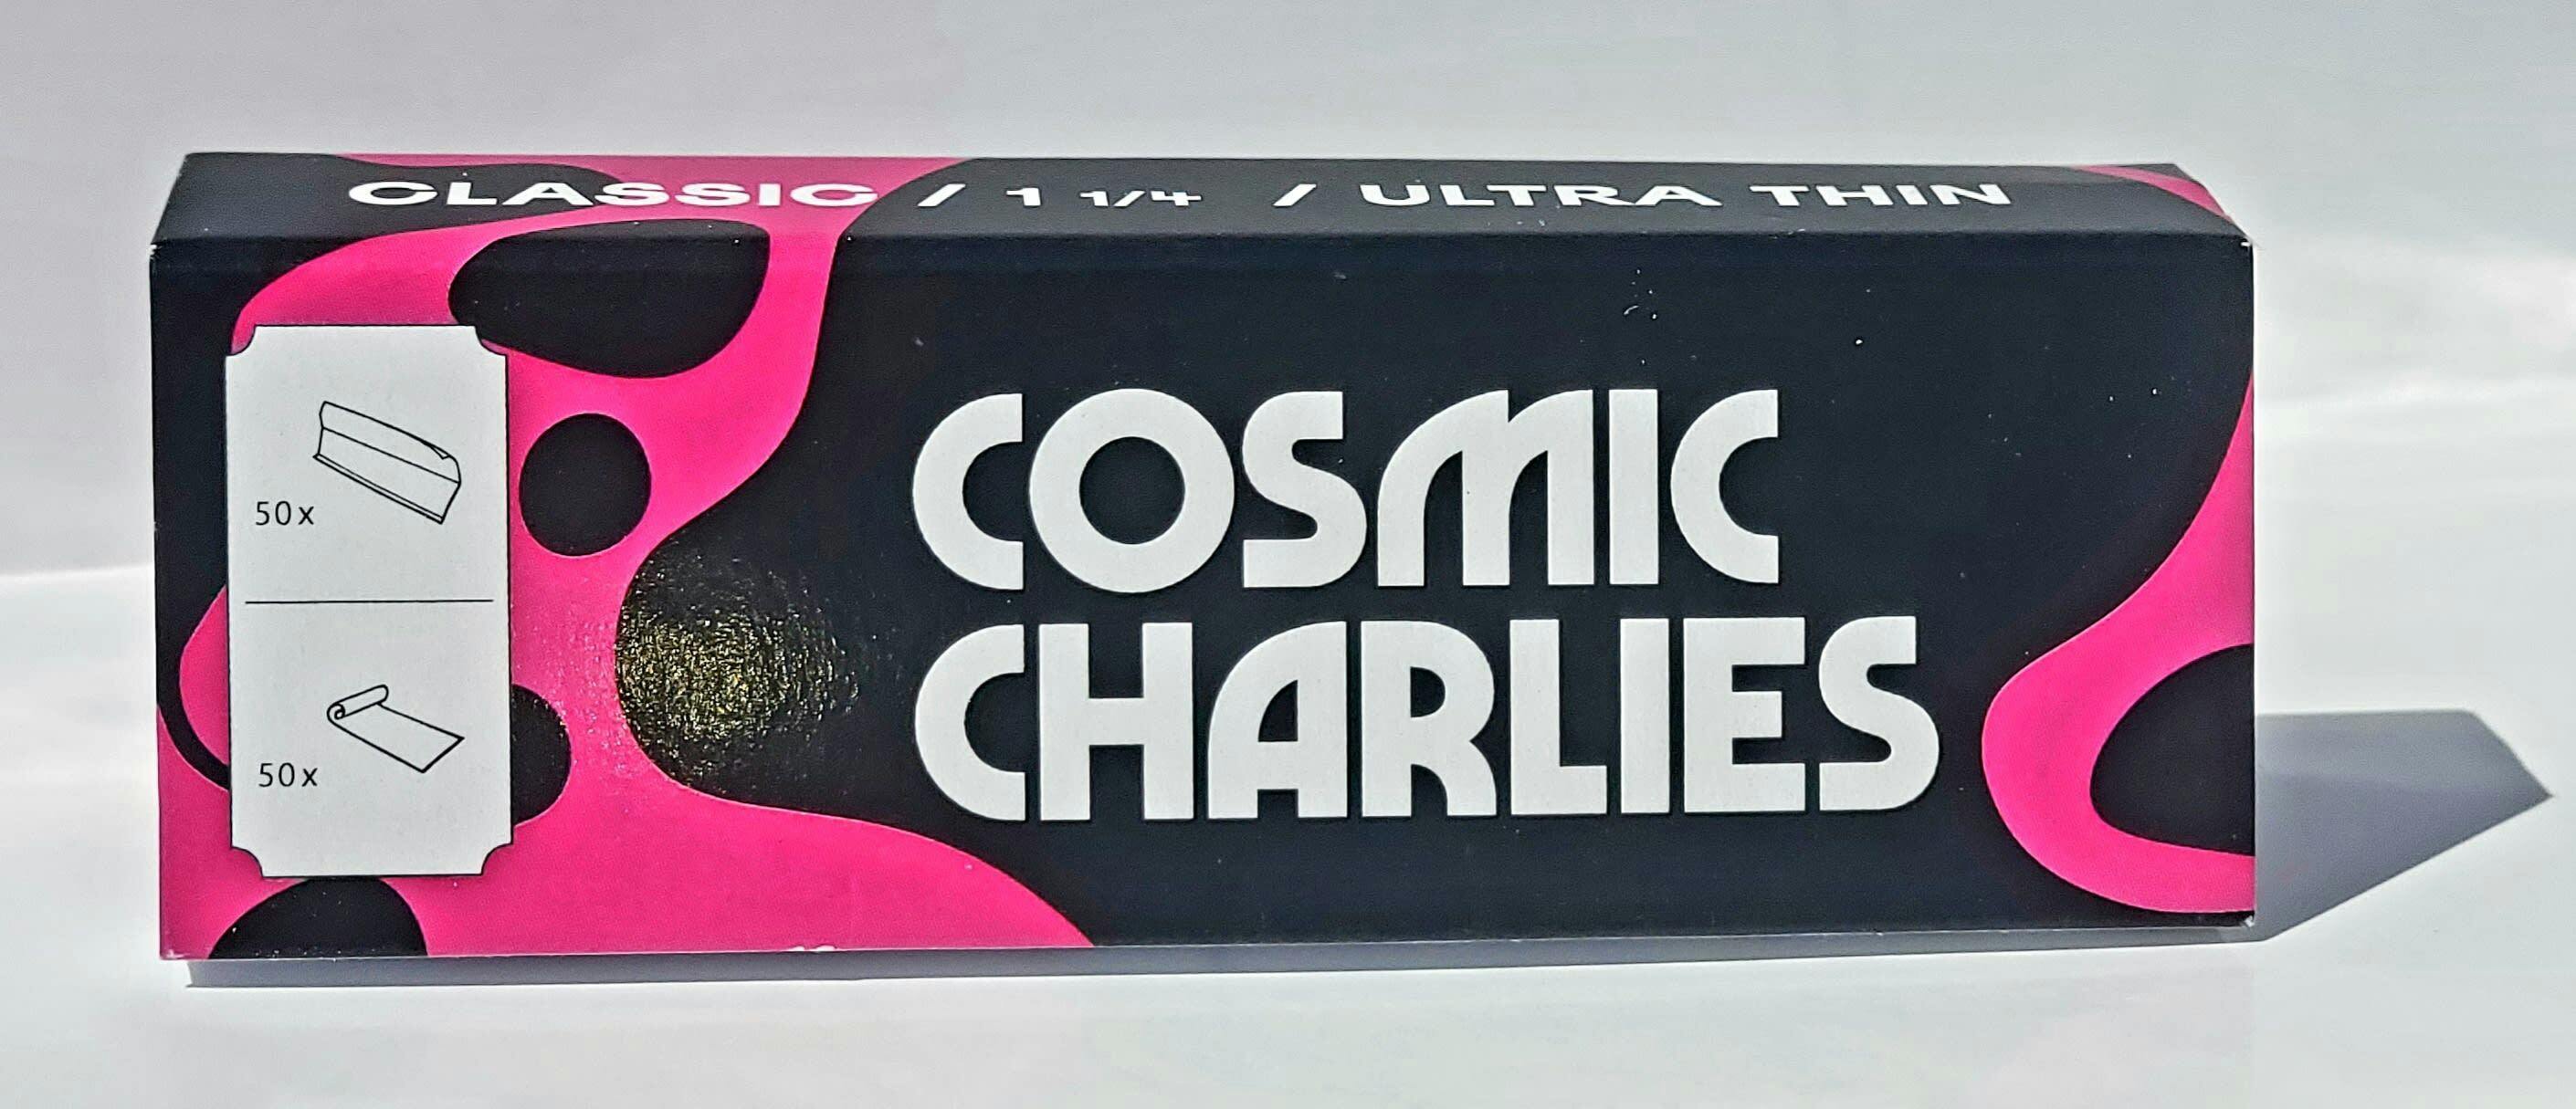 CLASSIC / 1 1/4 / ULTRA THIN
50x
50x
COSMIC
CHARLIES